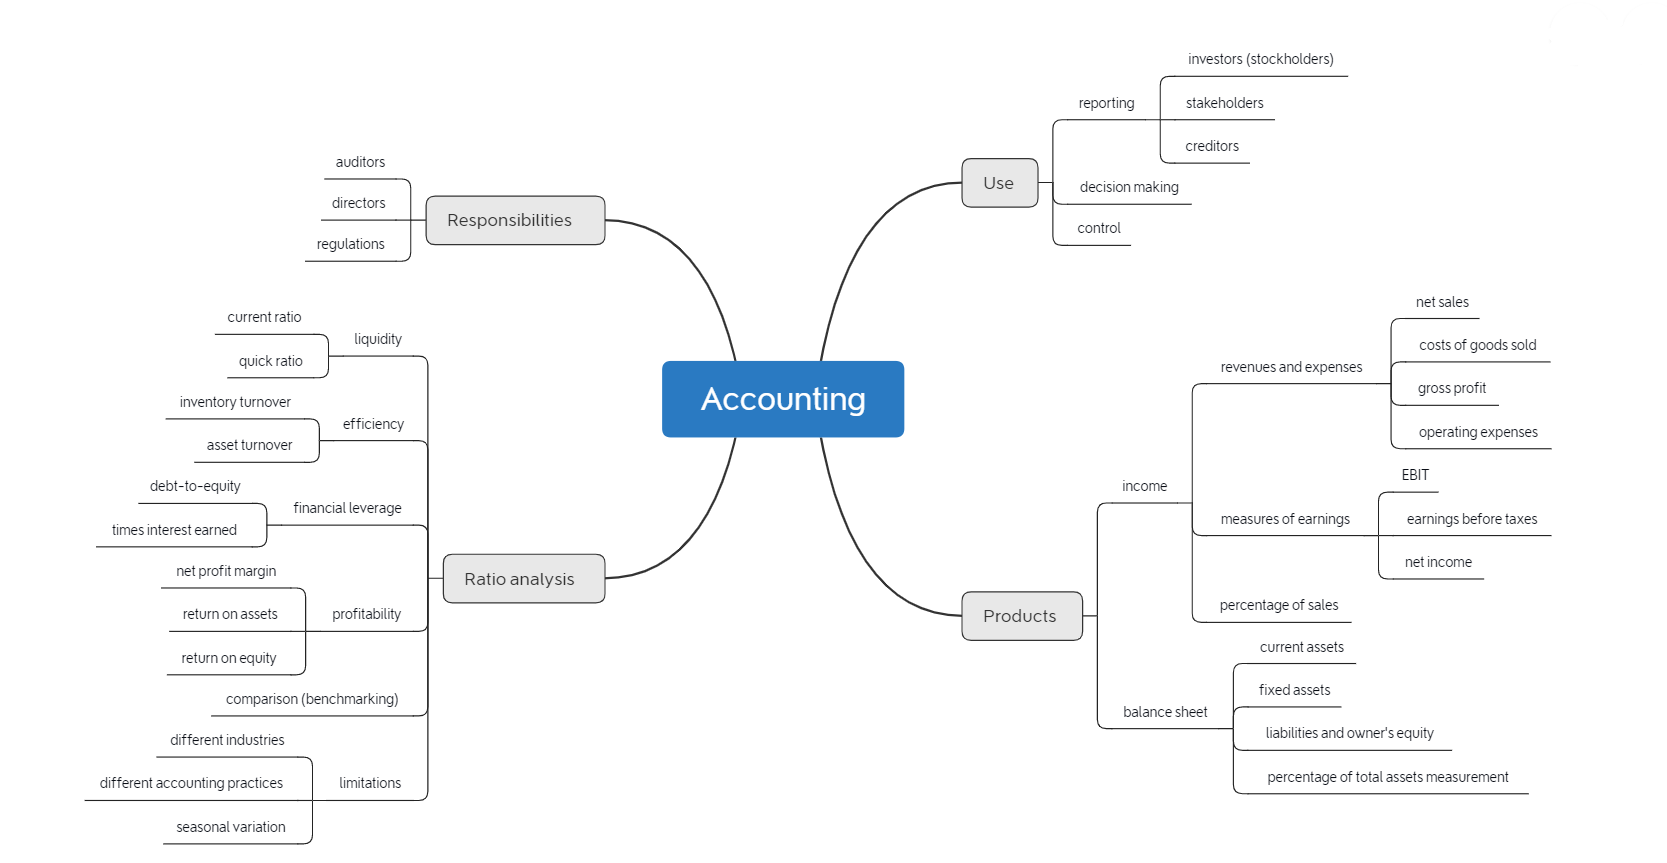 Accounting
Responsibilities
auditors
directors
regulations
Ratio analysis
liquidity
current ratio
quick ratio
efficiency
inventory turnover
asset turnover
financial leverage
debt-to-equity
times interest earned
profitability
net profit margin
return on assets
return on equity
comparison (benchmarking)
limitations
different industries
different accounting practices
seasonal variation
Use
reporting
investors (stockholders)
stakeholders
creditors
decision making
control
Products
income
revenues and expenses
net sales
costs of goods sold
gross profit
operating expenses
measures of earnings
EBIT
earnings before taxes
net income
percentage of sales
balance sheet
current assets
fixed assets
liabilities and owner's equity
percentage of total assets measurement